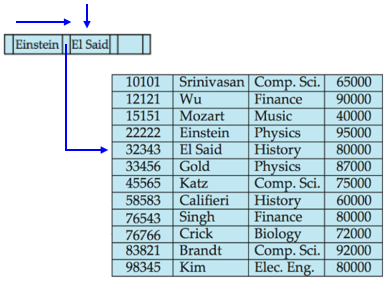 Einstein El Said
10101 Srinivasan Comp. Sci. 65000
12121 Wu Finance 90000
15151 Mozart Music 40000
22222 Einstein Physics 95000
32343 El Said History 80000
33456 Gold Physics 87000
45565 Katz Comp. Sci. 75000
58583 Califieri History 60000
76543 Singh Finance 80000
76766 Crick Biology 72000
83821 Brandt Comp. Sci. 92000
98345 Kim Elec. Eng. 80000